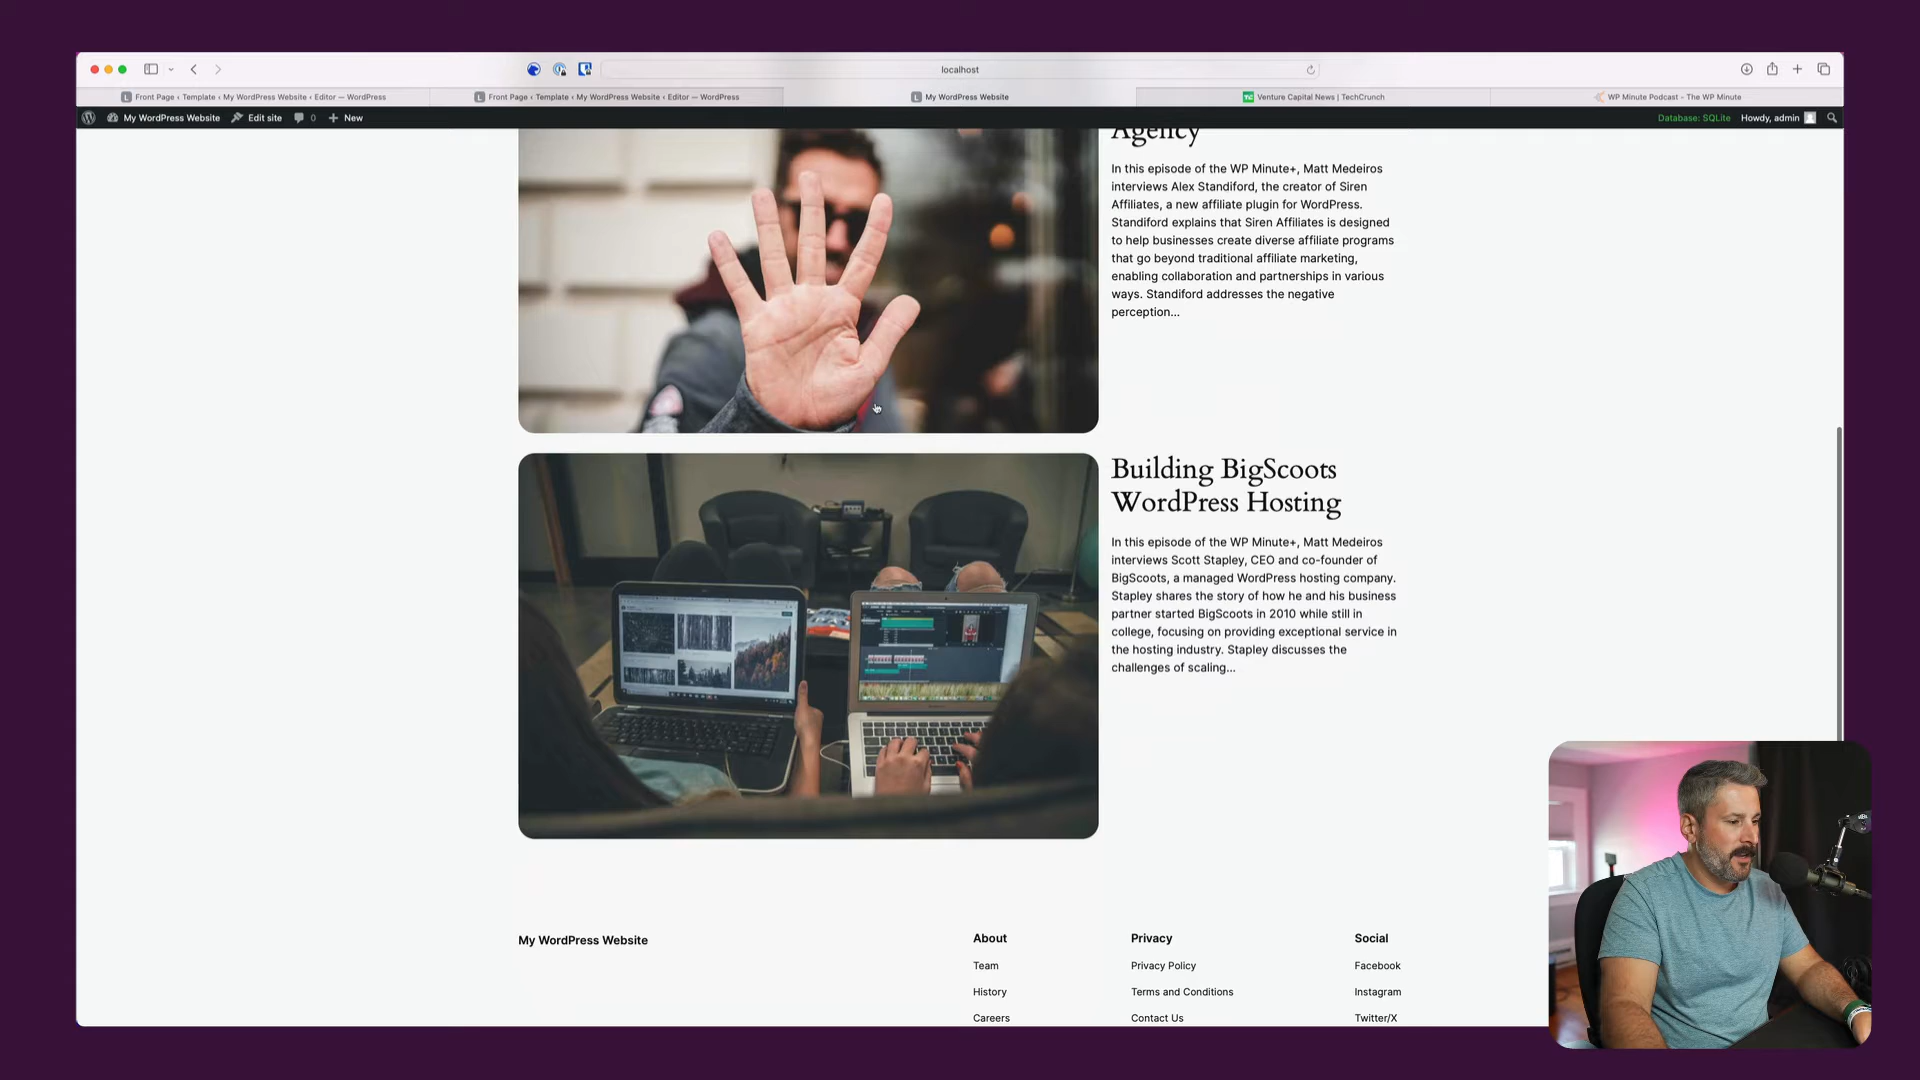 localhost
Front Page ‹ Template ‹ My WordPress Website ‹ Editor — WordPress
Front Page ‹ Template ‹ My WordPress Website ‹ Editor — WordPress
My WordPress Website
Venture Capital News | TechCrunch
WP Minute Podcast - The WP Minute
My WordPress Website
Edit site
0
New
Database: SQLite
Howdy, admin
Agency
In this episode of the WP Minute+, Matt Medeiros
interviews Alex Standiford, the creator of Siren
Affiliates, a new affiliate plugin for WordPress.
Standiford explains that Siren Affiliates is designed
to help businesses create diverse affiliate programs
that go beyond traditional affiliate marketing,
enabling collaboration and partnerships in various
ways. Standiford addresses the negative
perception...
Building BigScoots
WordPress Hosting
In this episode of the WP Minute+, Matt Medeiros
interviews Scott Stapley, CEO and co-founder of
BigScoots, a managed WordPress hosting company.
Stapley shares the story of how he and his business
partner started BigScoots in 2010 while still in
college, focusing on providing exceptional service in
the hosting industry. Stapley discusses the
challenges of scaling...
My WordPress Website
About
Team
History
Careers
Privacy
Privacy Policy
Terms and Conditions
Contact Us
Social
Facebook
Instagram
Twitter/X